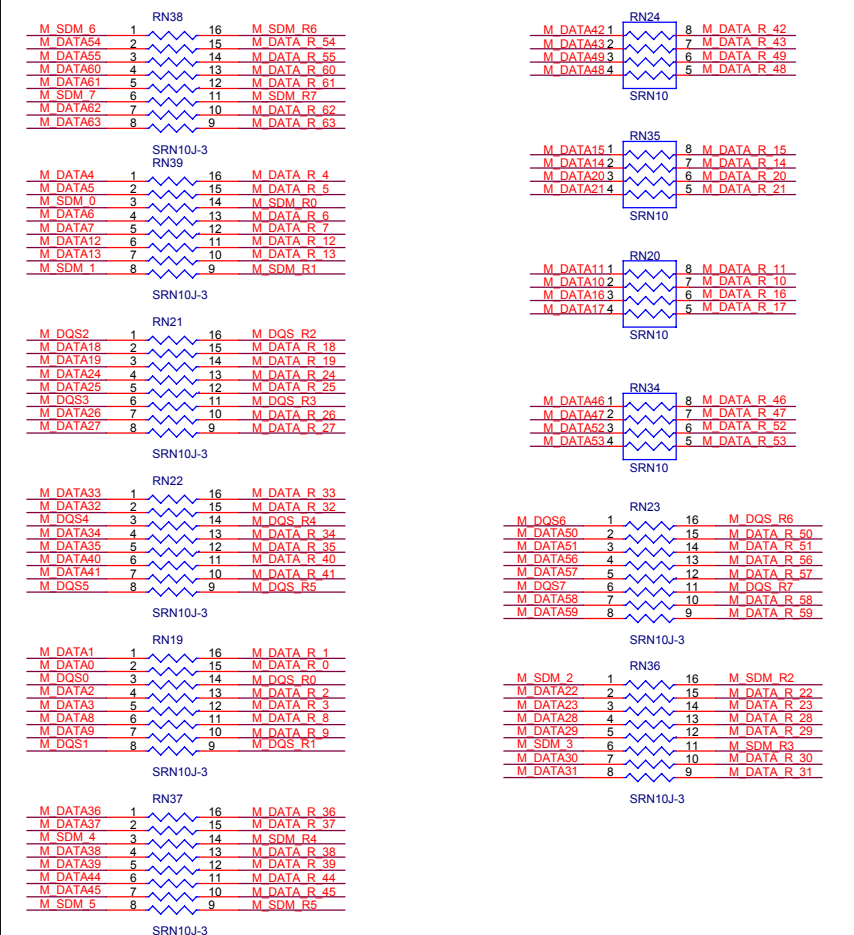 RN38
M_SDM_6 1 16 M_SDM_R6
M_DATA54 2 15 M_DATA_R_54
M_DATA55 3 14 M_DATA_R_55
M_DATA60 4 13 M_DATA_R_60
M_DATA61 5 12 M_DATA_R_61
M_SDM_7 6 11 M_SDM_R7
M_DATA62 7 10 M_DATA_R_62
M_DATA63 8 9 M_DATA_R_63
SRN10J-3
RN39
M_DATA4 1 16 M_DATA_R_4
M_DATA5 2 15 M_DATA_R_5
M_SDM_0 3 14 M_SDM_R0
M_DATA6 4 13 M_DATA_R_6
M_DATA7 5 12 M_DATA_R_7
M_DATA12 6 11 M_DATA_R_12
M_DATA13 7 10 M_DATA_R_13
M_SDM_1 8 9 M_SDM_R1
SRN10J-3
RN21
M_DQS2 1 16 M_DQS_R2
M_DATA18 2 15 M_DATA_R_18
M_DATA19 3 14 M_DATA_R_19
M_DATA24 4 13 M_DATA_R_24
M_DATA25 5 12 M_DATA_R_25
M_DQS3 6 11 M_DQS_R3
M_DATA26 7 10 M_DATA_R_26
M_DATA27 8 9 M_DATA_R_27
SRN10J-3
RN22
M_DATA33 1 16 M_DATA_R_33
M_DATA32 2 15 M_DATA_R_32
M_DQS4 3 14 M_DQS_R4
M_DATA34 4 13 M_DATA_R_34
M_DATA35 5 12 M_DATA_R_35
M_DATA40 6 11 M_DATA_R_40
M_DATA41 7 10 M_DATA_R_41
M_DQS5 8 9 M_DQS_R5
SRN10J-3
RN19
M_DATA1 1 16 M_DATA_R_1
M_DATA0 2 15 M_DATA_R_0
M_DQS0 3 14 M_DQS_R0
M_DATA2 4 13 M_DATA_R_2
M_DATA3 5 12 M_DATA_R_3
M_DATA8 6 11 M_DATA_R_8
M_DATA9 7 10 M_DATA_R_9
M_DQS1 8 9 M_DQS_R1
SRN10J-3
RN37
M_DATA36 1 16 M_DATA_R_36
M_DATA37 2 15 M_DATA_R_37
M_SDM_4 3 14 M_SDM_R4
M_DATA38 4 13 M_DATA_R_38
M_DATA39 5 12 M_DATA_R_39
M_DATA44 6 11 M_DATA_R_44
M_DATA45 7 10 M_DATA_R_45
M_SDM_5 8 9 M_SDM_R5
SRN10J-3
RN24
M_DATA42 1 8 M_DATA_R_42
M_DATA43 2 7 M_DATA_R_43
M_DATA49 3 6 M_DATA_R_49
M_DATA48 4 5 M_DATA_R_48
SRN10
RN35
M_DATA15 1 8 M_DATA_R_15
M_DATA14 2 7 M_DATA_R_14
M_DATA20 3 6 M_DATA_R_20
M_DATA21 4 5 M_DATA_R_21
SRN10
RN20
M_DATA11 1 8 M_DATA_R_11
M_DATA10 2 7 M_DATA_R_10
M_DATA16 3 6 M_DATA_R_16
M_DATA17 4 5 M_DATA_R_17
SRN10
RN34
M_DATA46 1 8 M_DATA_R_46
M_DATA47 2 7 M_DATA_R_47
M_DATA52 3 6 M_DATA_R_52
M_DATA53 4 5 M_DATA_R_53
SRN10
RN23
M_DQS6 1 16 M_DQS_R6
M_DATA50 2 15 M_DATA_R_50
M_DATA51 3 14 M_DATA_R_51
M_DATA56 4 13 M_DATA_R_56
M_DATA57 5 12 M_DATA_R_57
M_DQS7 6 11 M_DQS_R7
M_DATA58 7 10 M_DATA_R_58
M_DATA59 8 9 M_DATA_R_59
SRN10J-3
RN36
M_SDM_2 1 16 M_SDM_R2
M_DATA22 2 15 M_DATA_R_22
M_DATA23 3 14 M_DATA_R_23
M_DATA28 4 13 M_DATA_R_28
M_DATA29 5 12 M_DATA_R_29
M_SDM_3 6 11 M_SDM_R3
M_DATA30 7 10 M_DATA_R_30
M_DATA31 8 9 M_DATA_R_31
SRN10J-3